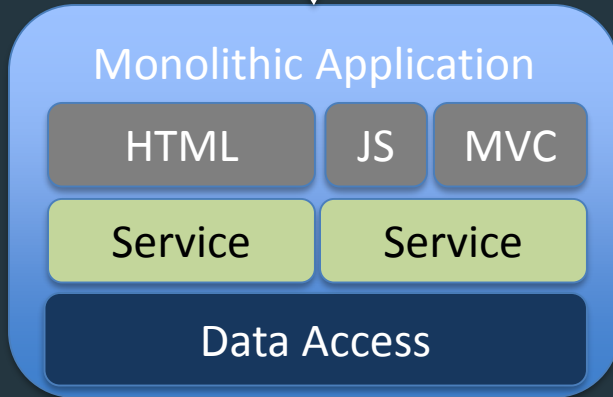 Monolithic Application
HTML JS MVC
Service Service
Data Access